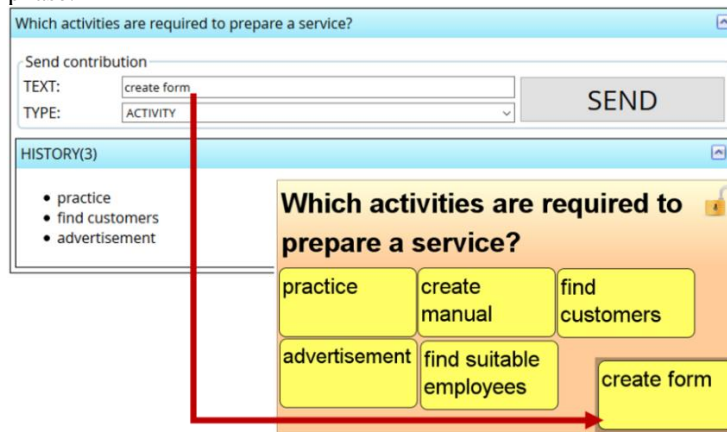 Which activities are required to prepare a service?
Send contribution
TEXT:
create form
SEND
TYPE:
ACTIVITY
HISTORY(3)
• practice
• find customers
• advertisement
Which activities are required to
prepare a service?
practice
create
manual
find
customers
advertisement
find suitable
employees
create form